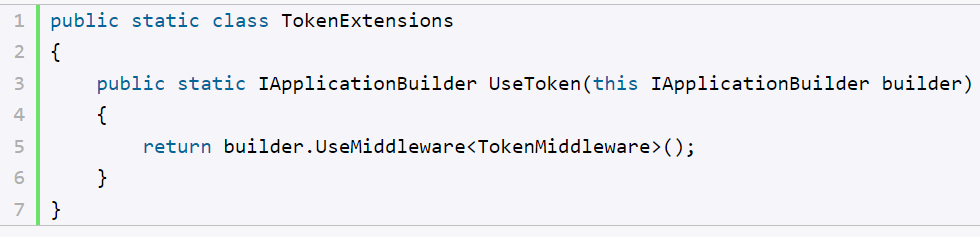 1 public static class TokenExtensions
2 {
3     public static IApplicationBuilder UseToken(this IApplicationBuilder builder)
4     {
5         return builder.UseMiddleware<TokenMiddleware>();
6     }
7 }